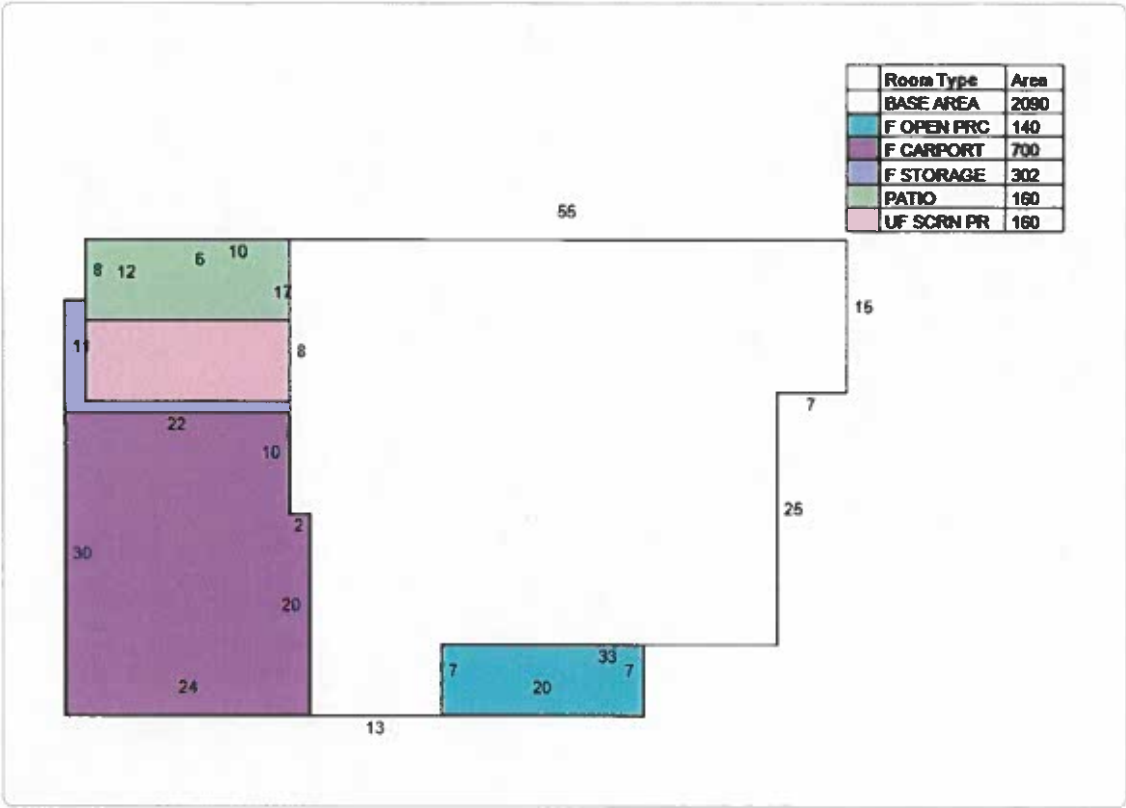 Room Type Area
BASE AREA 2090
F OPEN PRC 140
F CARPORT 700
F STORAGE 302
PATIO 160
UF SCRN PR 160
55
8 12 6 10
17
15
11
8
7
22
10
25
2
30
20
33
7 7
24
20
13